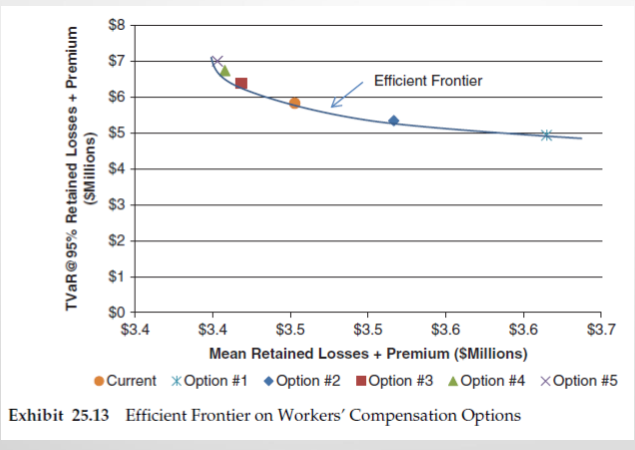 TVaR@95% Retained Losses + Premium
($Millions)
$8
$7
$6
$5
$4
$3
$2
$1
$0
Efficient Frontier
$3.4 $3.4 $3.5 $3.5 $3.6 $3.6 $3.7
Mean Retained Losses + Premium ($Millions)
Current Option #1 Option #2 Option #3 Option #4 Option #5
Exhibit 25.13 Efficient Frontier on Workers’ Compensation Options